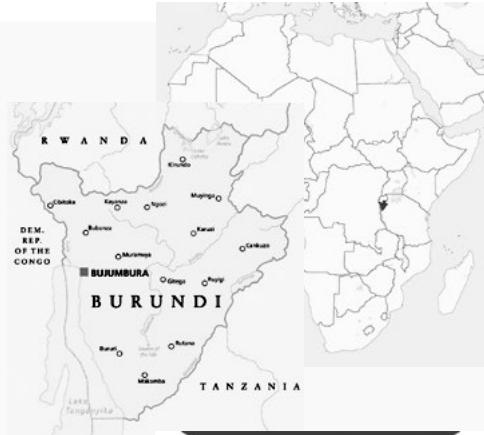 RWANDA
Kirundo
Muyinga
Cibitoke
Kayanza
Ngozi
Bubanza
Karuzi
DEM.
REP.
OF THE
CONGO
Muramvya
Cankuzo
BUJUMBURA
Gitega
Ruyigi
BURUNDI
Bururi
Rutana
Makamba
TANZANIA
Lake
Tanganyika